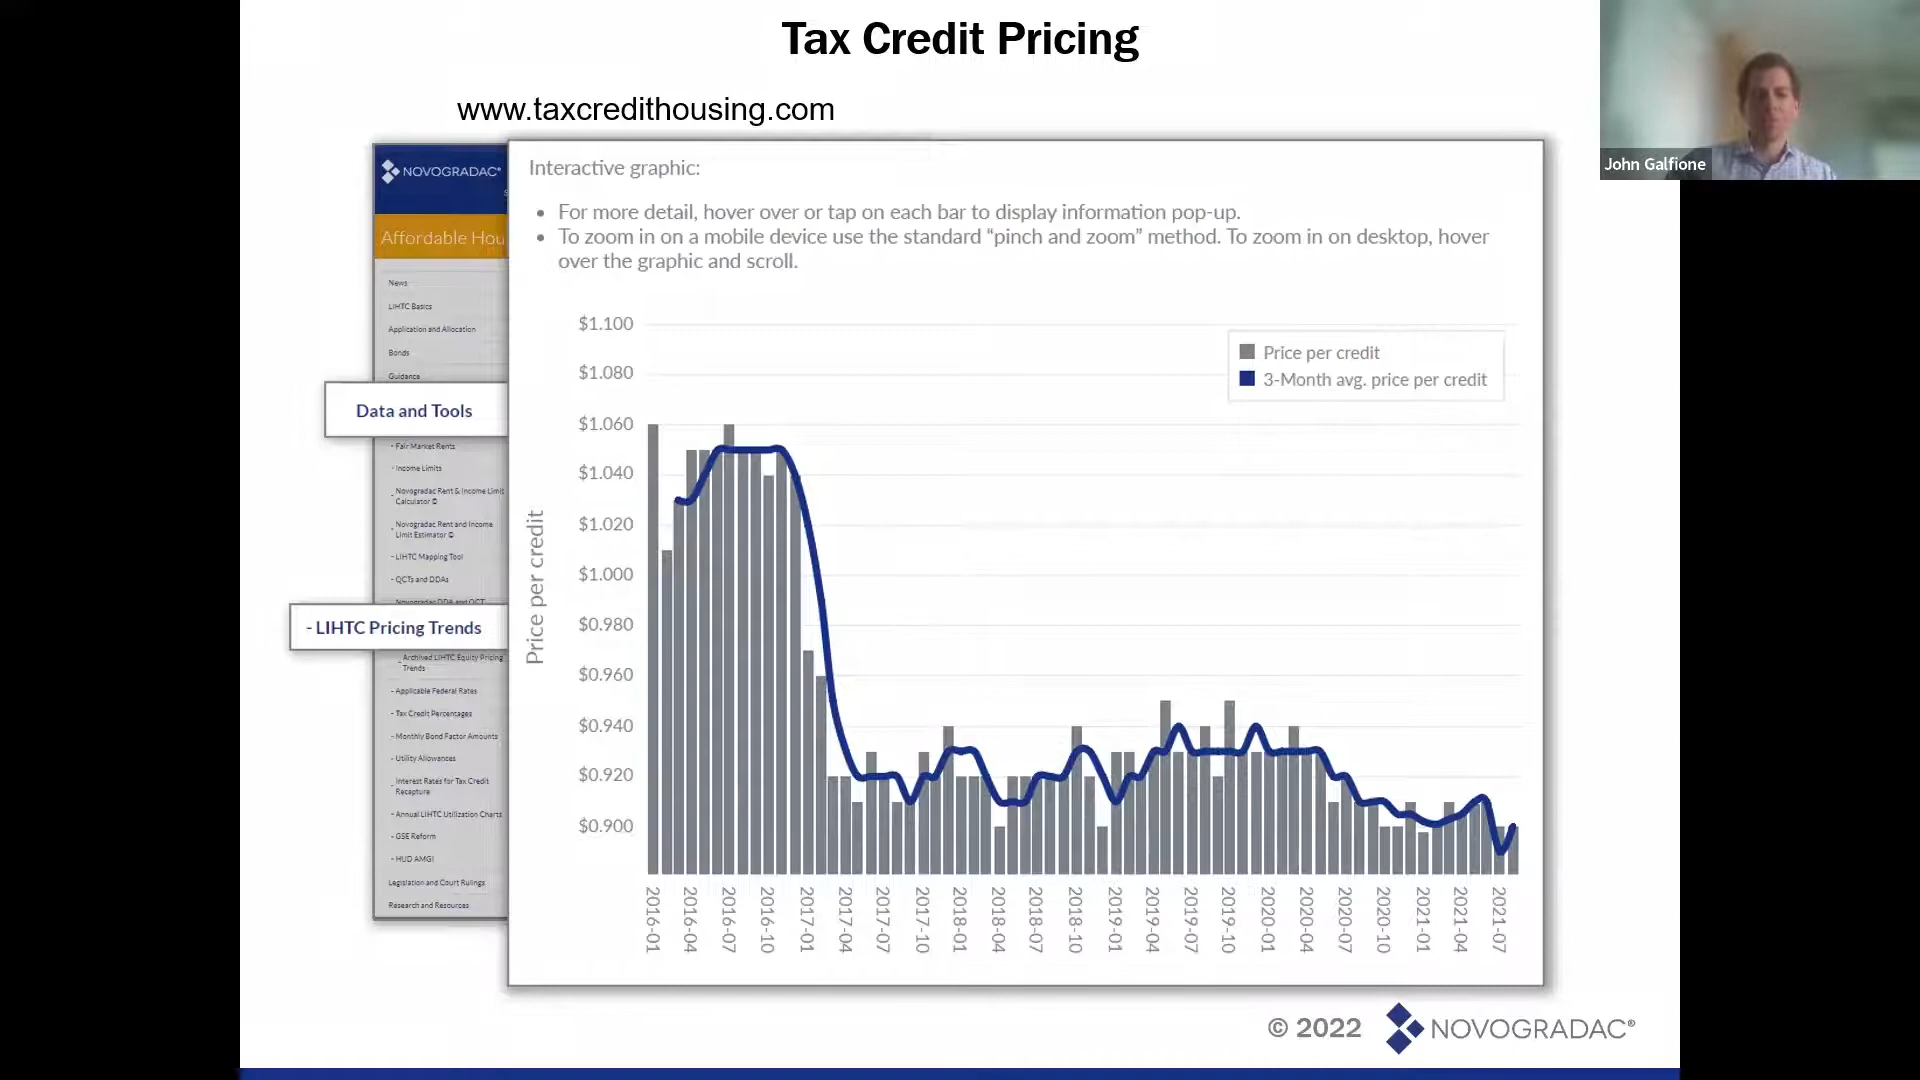 Tax Credit Pricing
www.taxcredithousing.com
John Galfione
NOVOGRADAC®
Affordable Hou
News
LIHTC Basics
Application and Allocation
Bonds
Guidance
Data and Tools
- Fair Market Rents
- Income Limits
- Novogradac Rent & Income Limit
Calculator ©
- Novogradac Rent and Income
Limit Estimator ©
- LIHTC Mapping Tool
- QCTs and DDAs
Novogradac DDA and QCT
- LIHTC Pricing Trends
- Archived LIHTC Equity Pricing
Trends
- Applicable Federal Rates
- Tax Credit Percentages
- Monthly Bond Factor Amounts
- Utility Allowances
- Interest Rates for Tax Credit
Recapture
- Annual LIHTC Utilization Charts
- GSE Reform
- HUD AMGI
Legislation and Court Rulings
Research and Resources
Interactive graphic:
• For more detail, hover over or tap on each bar to display information pop-up.
• To zoom in on a mobile device use the standard “pinch and zoom” method. To zoom in on desktop, hover
over the graphic and scroll.
Price per credit
3-Month avg. price per credit
Price per credit
$1.100
$1.080
$1.060
$1.040
$1.020
$1.000
$0.980
$0.960
$0.940
$0.920
$0.900
2016-01
2016-04
2016-07
2016-10
2017-01
2017-04
2017-07
2017-10
2018-01
2018-04
2018-07
2018-10
2019-01
2019-04
2019-07
2019-10
2020-01
2020-04
2020-07
2020-10
2021-01
2021-04
2021-07
© 2022
NOVOGRADAC®